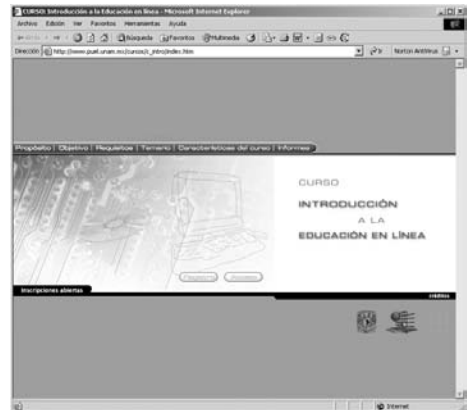 CURSO: Introducción a la Educación en línea - Microsoft Internet Explorer
Archivo Edición Ver Favoritos Herramientas Ayuda
Búsqueda Favoritos Multimedia
Dirección http://www.puel.unam.mx/cursos/c_intro/index.htm Ir Norton AntiVirus
Propósito | Objetivo | Requisitos | Temario | Características del curso | Informes
CURSO
INTRODUCCIÓN
A LA
EDUCACIÓN EN LÍNEA
Inscripciones abiertas
créditos
Internet